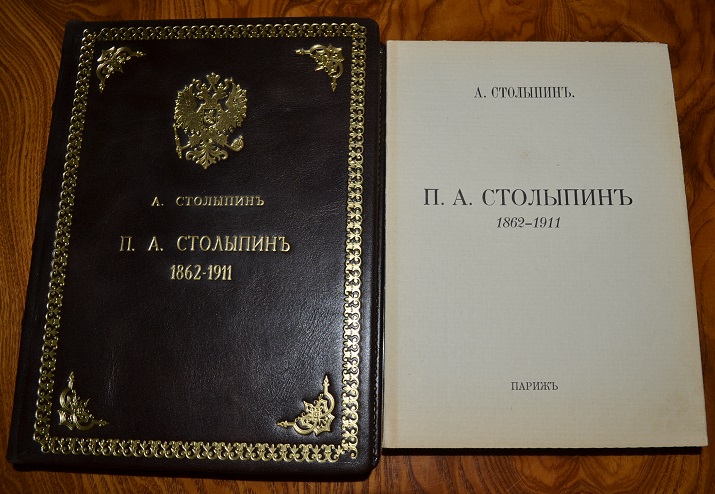 А. СТОЛЫПИНЪ
П. А. СТОЛЫПИНЪ
1862-1911
А. СТОЛЫПИНЪ.
П. А. СТОЛЫПИНЪ
1862–1911
ПАРИЖЪ